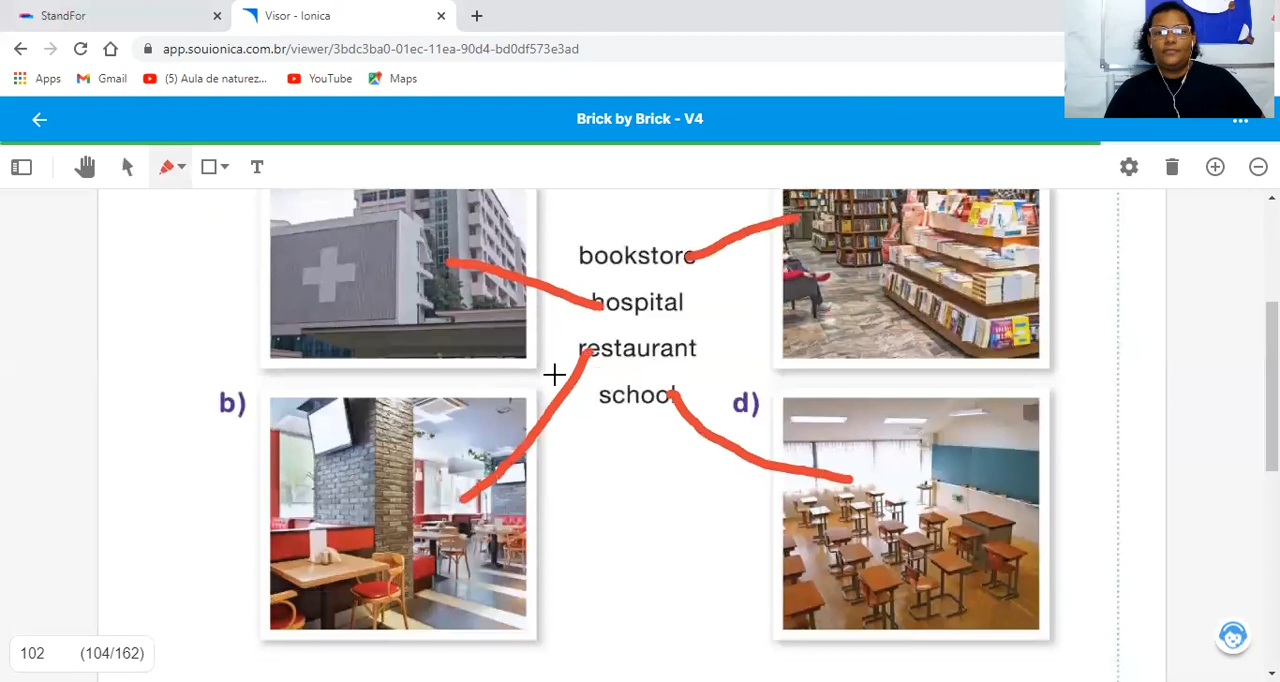 StandFor
Visor - Ionica
app.souionica.com.br/viewer/3bdc3ba0-01ec-11ea-90d4-bd0df573e3ad
Apps
Gmail
(5) Aula de naturez...
YouTube
Maps
Brick by Brick - V4
T
bookstore
hospital
restaurant
school
b)
d)
102 (104/162)